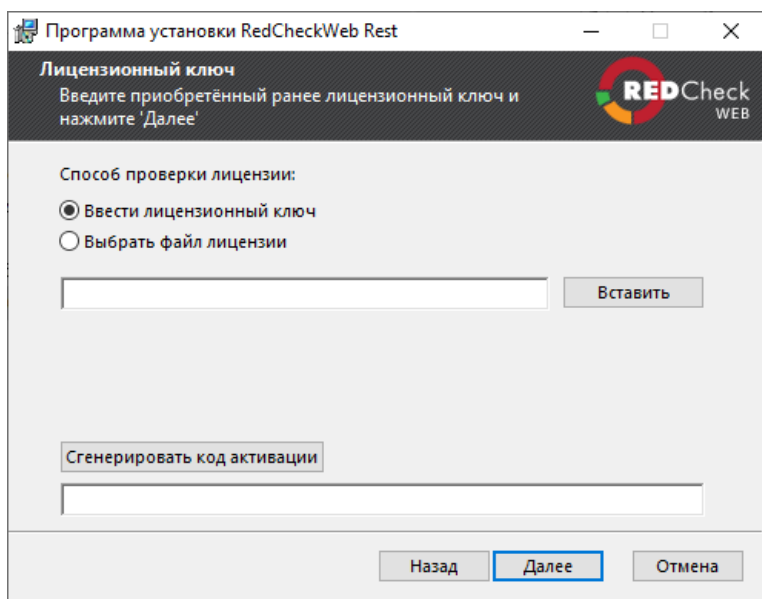 Программа установки RedCheckWeb Rest
Лицензионный ключ
Введите приобретённый ранее лицензионный ключ и
нажмите 'Далее'
REDCheck
WEB
Способ проверки лицензии:
Ввести лицензионный ключ
Выбрать файл лицензии
Вставить
Сгенерировать код активации
Назад
Далее
Отмена